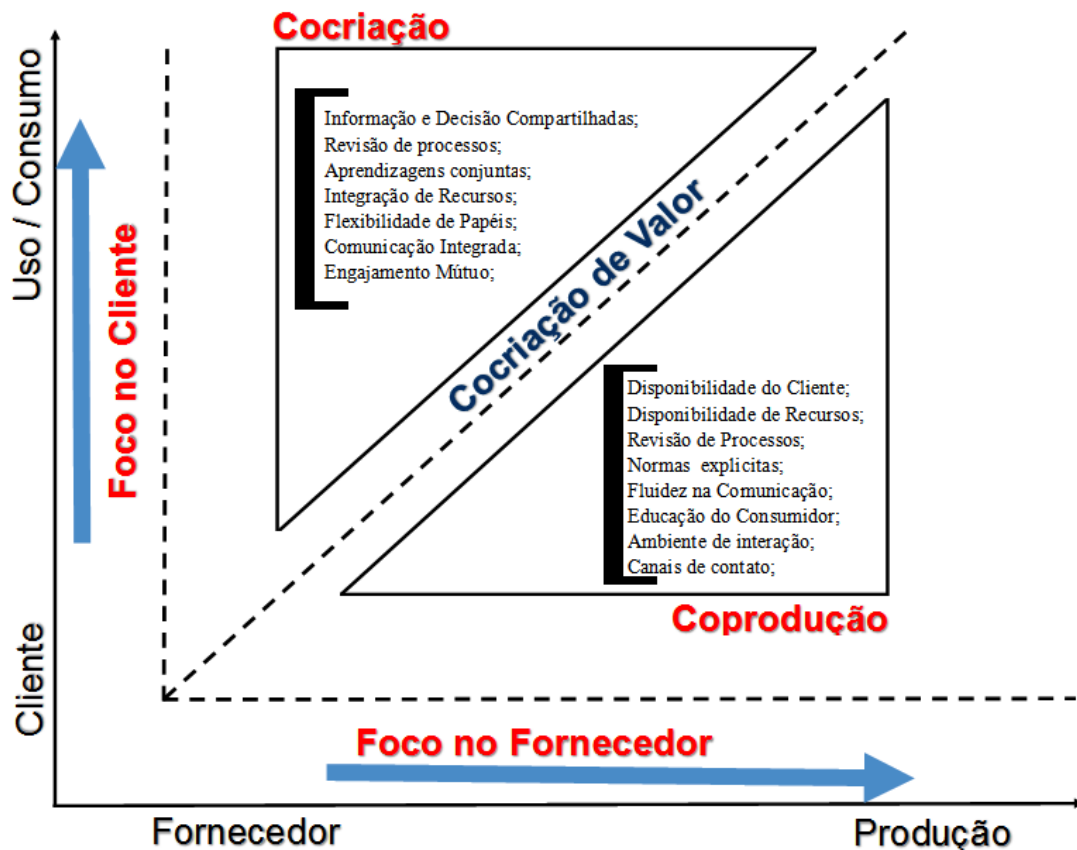 Cocriação
Uso / Consumo
Foco no Cliente
Informação e Decisão Compartilhadas;
Revisão de processos;
Aprendizagens conjuntas;
Integração de Recursos;
Flexibilidade de Papéis;
Comunicação Integrada;
Engajamento Mútuo;
Cocriação de Valor
Disponibilidade do Cliente;
Disponibilidade de Recursos;
Revisão de Processos;
Normas explicitas;
Fluidez na Comunicação;
Educação do Consumidor;
Ambiente de interação;
Canais de contato;
Coprodução
Cliente
Foco no Fornecedor
Fornecedor
Produção